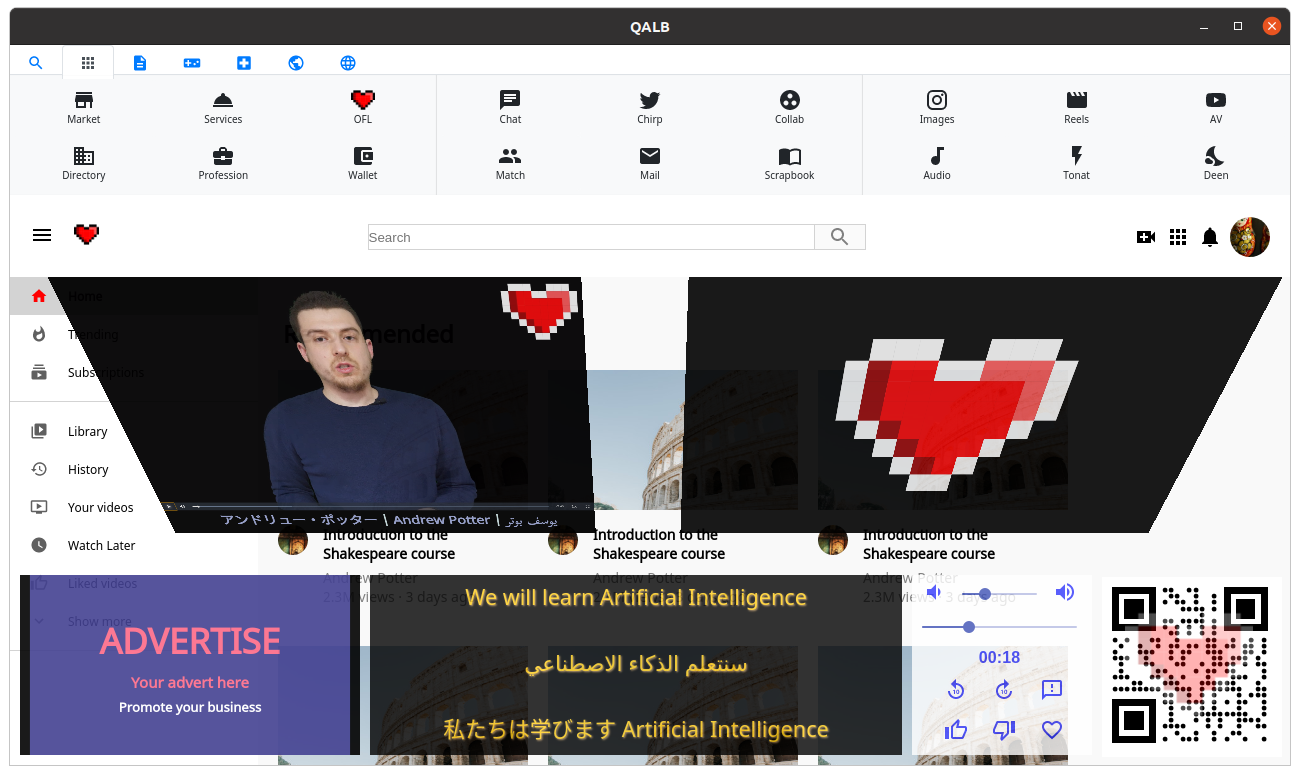 QALB
Market
Services
OFL
Chat
Chirp
Collab
Images
Reels
AV
Directory
Profession
Wallet
Match
Mail
Scrapbook
Audio
Tonat
Deen
Search
Home
Trending
Subscriptions
Library
History
Your videos
Watch Later
Liked videos
Show more
アンドリュー・ポッター | Andrew Potter | يوسف بوتر
Introduction to the
Shakespeare course
Andrew Potter
2.3M views · 3 days ago
Introduction to the
Shakespeare course
Andrew Potter
Introduction to the
Shakespeare course
Andrew Potter
2.3M views · 3 days ago
ADVERTISE
Your advert here
Promote your business
We will learn Artificial Intelligence
سنتعلم الذكاء الاصطناعي
私たちは学びます Artificial Intelligence
00:18
10
10